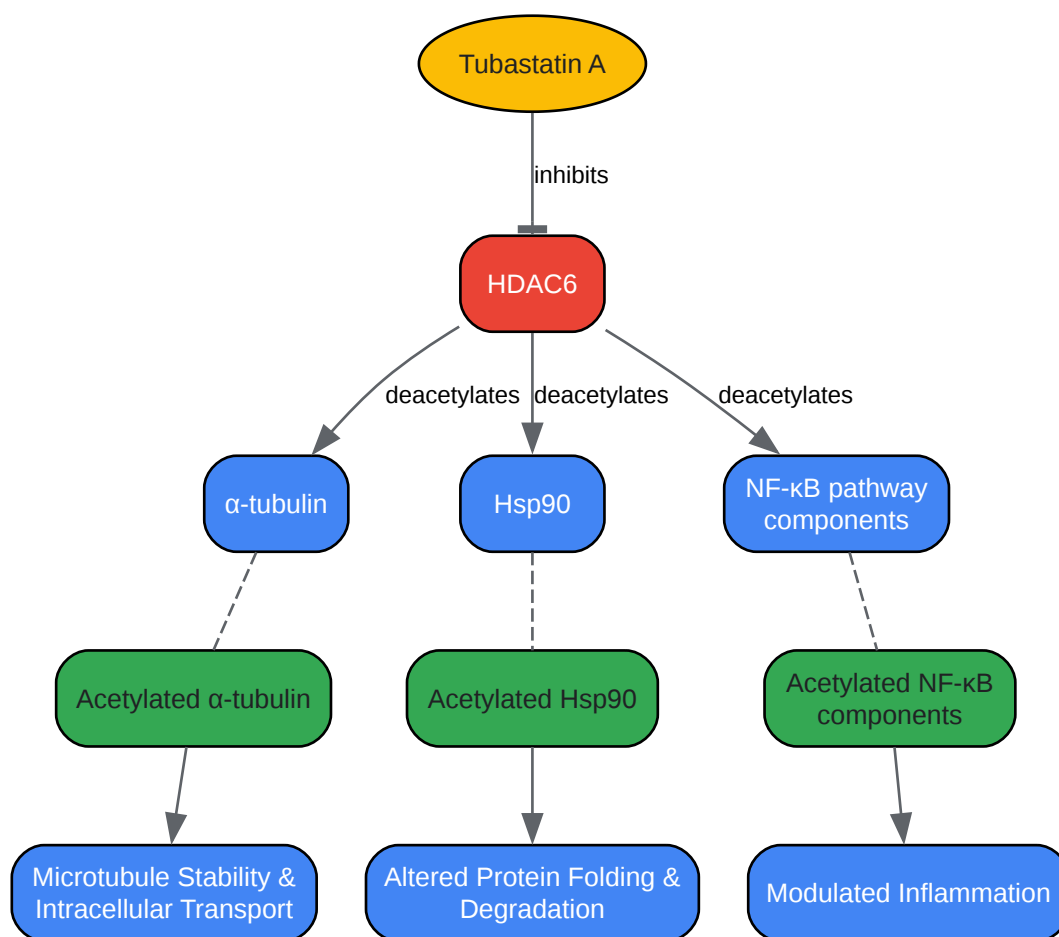 Tubastatin A
inhibits
HDAC6
deacetylates
deacetylates
deacetylates
α-tubulin
Hsp90
NF-κB pathway
components
Acetylated α-tubulin
Acetylated Hsp90
Acetylated NF-κB
components
Microtubule Stability &
Intracellular Transport
Altered Protein Folding &
Degradation
Modulated Inflammation